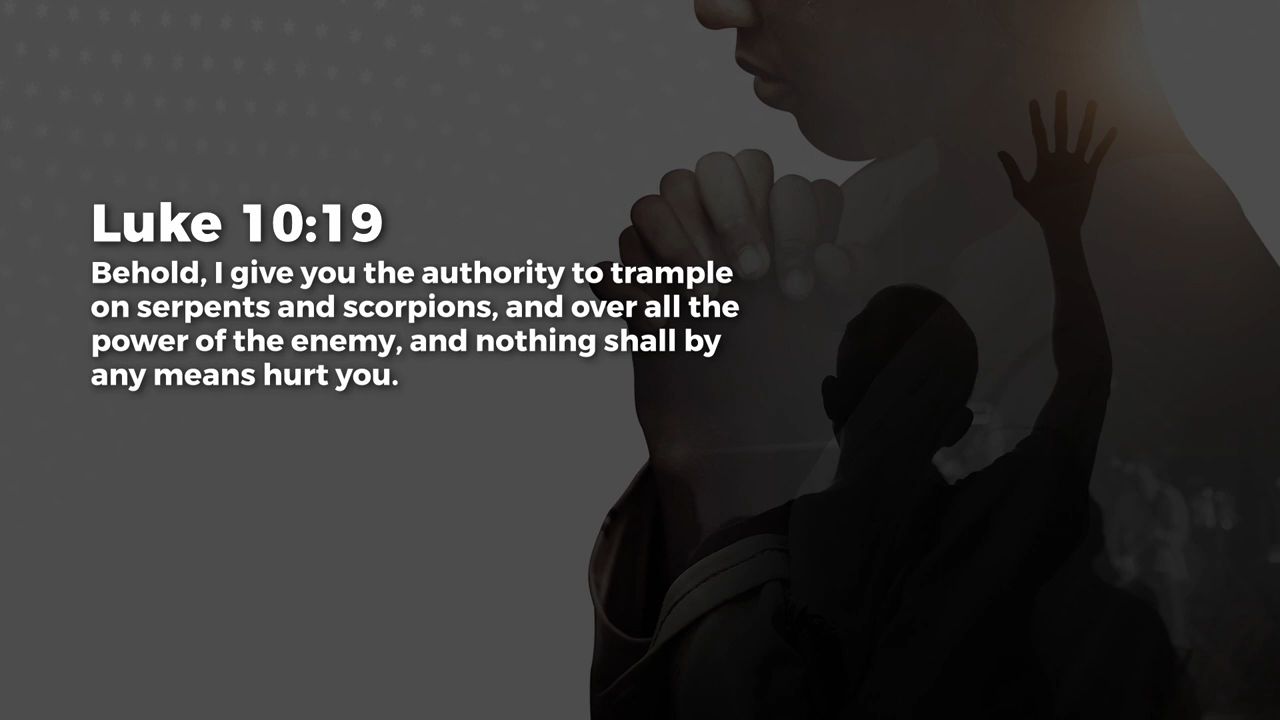 Luke 10:19
Behold, I give you the authority to trample
on serpents and scorpions, and over all the
power of the enemy, and nothing shall by
any means hurt you.